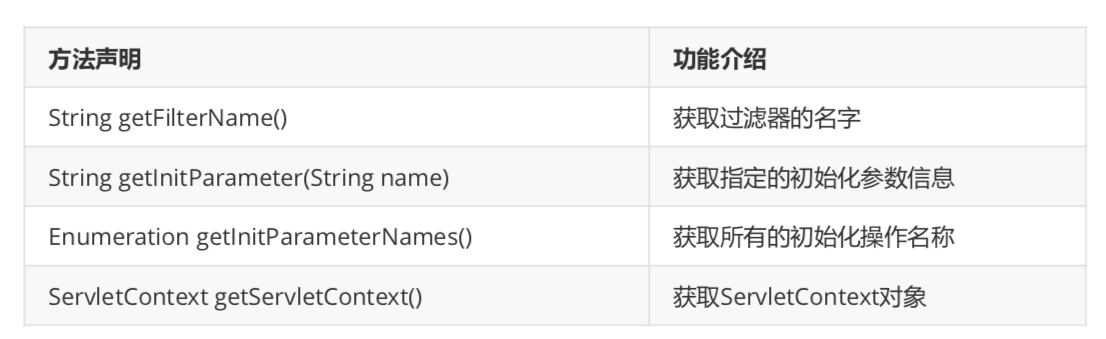 方法声明 功能介绍
String getFilterName() 获取过滤器的名字
String getInitParameter(String name) 获取指定的初始化参数信息
Enumeration getInitParameterNames() 获取所有的初始化操作名称
ServletContext getServletContext() 获取ServletContext对象